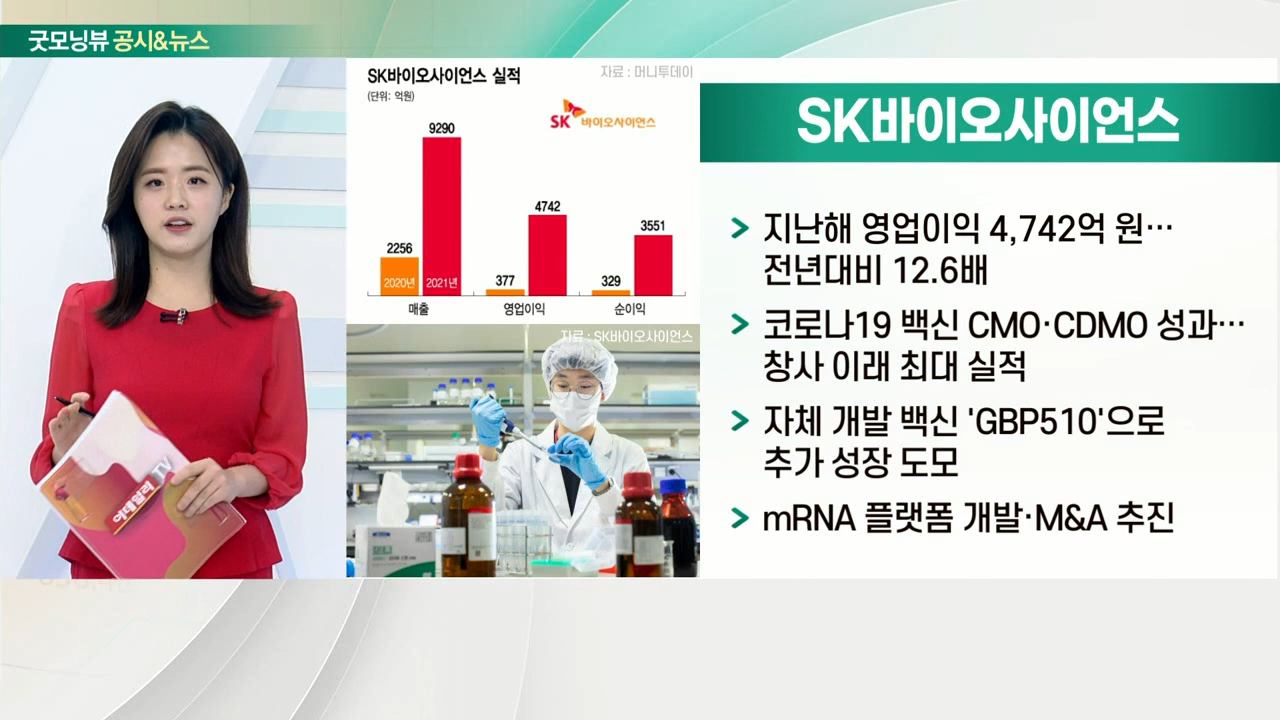 굿모닝뷰 공시&뉴스
SK바이오사이언스 실적
자료 : 머니투데이
(단위: 억원)
SK 바이오사이언스
9290
4742
3551
2256
377
329
2020년
2021년
매출
영업이익
순이익
자료 : SK바이오사이언스
이데일리 TV
SK바이오사이언스
지난해 영업이익 4,742억 원…
전년대비 12.6배
코로나19 백신 CMO·CDMO 성과…
창사 이래 최대 실적
자체 개발 백신 'GBP510'으로
추가 성장 도모
mRNA 플랫폼 개발·M&A 추진